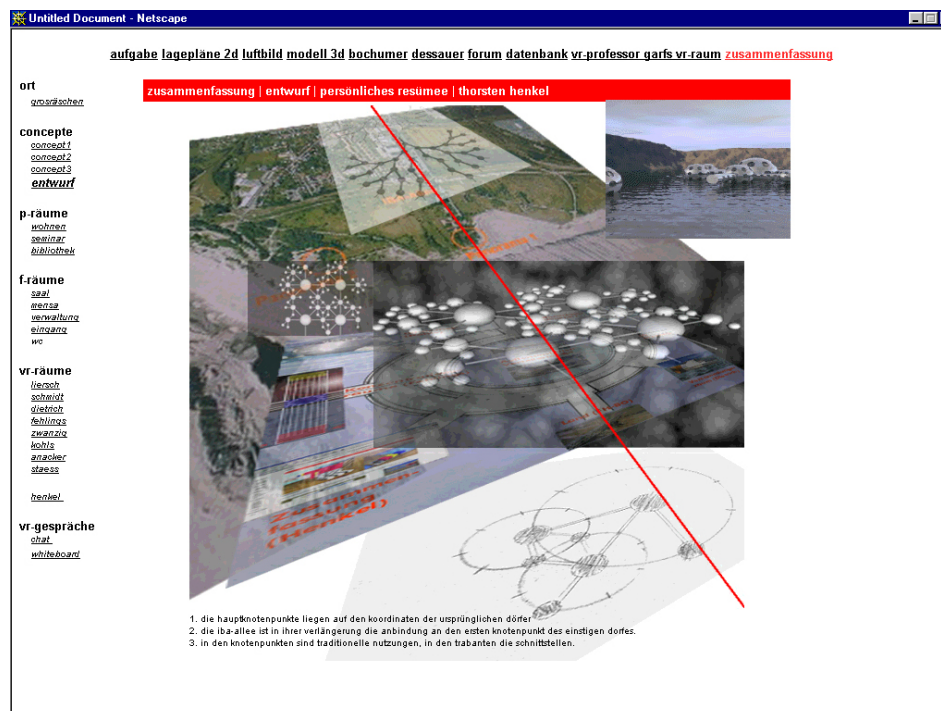 Untitled Document - Netscape
aufgabe lagepläne 2d luftbild modell 3d bochumer dessauer forum datenbank vr-professor garfs vr-raum zusammenfassung
ort
grosräschen
concepte
concept1
concept2
concept3
entwurf
p-räume
wohnen
seminar
bibliothek
f-räume
saal
mensa
verwaltung
eingang
wc
vr-räume
liersch
schmidt
dietrich
fehlings
zwanzig
kohls
anacker
staess
henkel
vr-gespräche
chat
whiteboard
zusammenfassung | entwurf | persönliches resümee | thorsten henkel
Zusammen-
fassung
(Henkel)
1. die hauptknotenpunkte liegen auf den koordinaten der ursprünglichen dörfer
2. die iba-allee ist in ihrer verlängerung die anbindung an den ersten knotenpunkt des einstigen dorfes.
3. in den knotenpunkten sind traditionelle nutzungen, in den trabanten die schnittstellen.